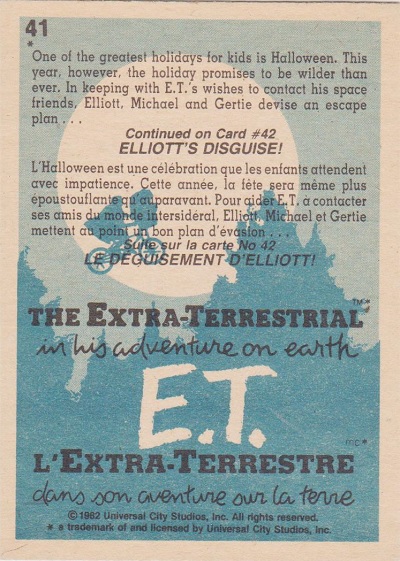 41
*
One of the greatest holidays for kids is Halloween. This
year, however, the holiday promises to be wilder than
ever. In keeping with E.T.'s wishes to contact his space
friends, Elliott, Michael and Gertie devise an escape
plan . . .
Continued on Card #42
ELLIOTT'S DISGUISE!
L'Halloween est une célébration que les enfants attendent
avec impatience. Cette année, la fête sera même plus
époustouflante qu'auparavant. Pour aider E.T. a contacter
ses amis du monde intersidéral, Elliott, Michael et Gertie
mettent au point un bon plan d'évasion . . .
Suite sur la carte No 42
LE DÉGUISEMENT D'ELLIOTT!
THE EXTRA-TERRESTRIAL™*
in his adventure on earth
E.T.
mc*
L'EXTRA-TERRESTRE
dans son aventure sur la terre
©1982 Universal City Studios, Inc. All rights reserved.
* a trademark of and licensed by Universal City Studios, Inc.